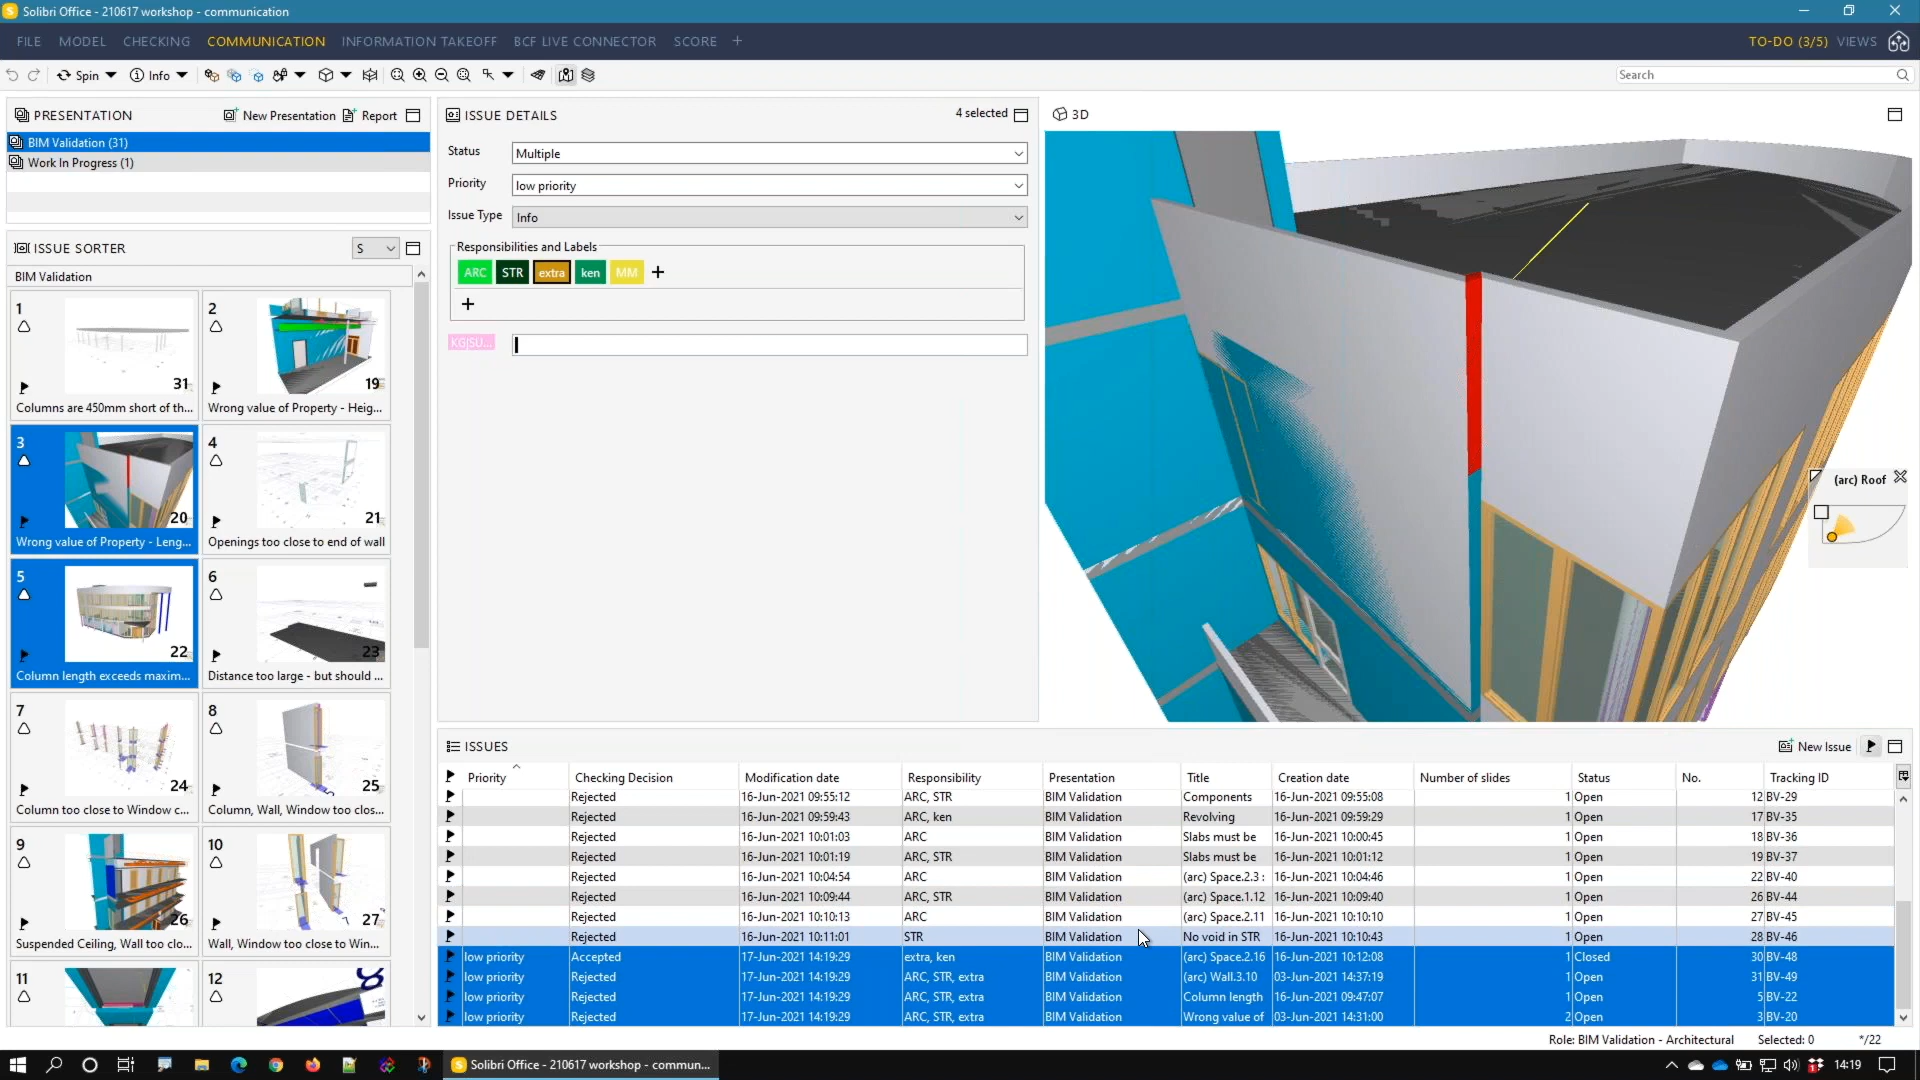 Solibri Office - 210617 workshop - communication
FILE MODEL CHECKING COMMUNICATION INFORMATION TAKEOFF BCF LIVE CONNECTOR SCORE + TO-DO (3/5) VIEWS
Spin Info Search
PRESENTATION New Presentation Report
BIM Validation (31)
Work In Progress (1)
ISSUE SORTER S
BIM Validation
1 31
Columns are 450mm short of th...
2 19
Wrong value of Property - Heig...
3 20
Wrong value of Property - Leng...
4 21
Openings too close to end of wall
5 22
Column length exceeds maxim...
6 23
Distance too large - but should ...
7 24
Column too close to Window c...
8 25
Column, Wall, Window too clos...
9 26
Suspended Ceiling, Wall too clo...
10 27
Wall, Window too close to Win...
11
12
ISSUE DETAILS 4 selected
Status Multiple
Priority low priority
Issue Type Info
Responsibilities and Labels
ARC STR extra ken MM +
+
3D
(arc) Roof
ISSUES New Issue
Priority Checking Decision Modification date Responsibility Presentation Title Creation date Number of slides Status No. Tracking ID
Rejected 16-Jun-2021 09:55:12 ARC, STR BIM Validation Components 16-Jun-2021 09:55:08 1 Open 12 BV-29
Rejected 16-Jun-2021 09:59:43 ARC, ken BIM Validation Revolving 16-Jun-2021 09:59:29 1 Open 17 BV-35
Rejected 16-Jun-2021 10:01:03 ARC BIM Validation Slabs must be 16-Jun-2021 10:00:45 1 Open 18 BV-36
Rejected 16-Jun-2021 10:01:19 ARC, STR BIM Validation Slabs must be 16-Jun-2021 10:01:12 1 Open 19 BV-37
Rejected 16-Jun-2021 10:04:54 ARC BIM Validation (arc) Space.2.3 : 16-Jun-2021 10:04:46 1 Open 22 BV-40
Rejected 16-Jun-2021 10:09:44 ARC, STR BIM Validation (arc) Space.1.12 16-Jun-2021 10:09:40 1 Open 26 BV-44
Rejected 16-Jun-2021 10:10:13 ARC BIM Validation (arc) Space.2.11 16-Jun-2021 10:10:10 1 Open 27 BV-45
Rejected 16-Jun-2021 10:11:01 STR BIM Validation No void in STR 16-Jun-2021 10:10:43 1 Open 28 BV-46
low priority Accepted 17-Jun-2021 14:19:29 extra, ken BIM Validation (arc) Space.2.16 16-Jun-2021 10:12:08 1 Closed 30 BV-48
low priority Rejected 17-Jun-2021 14:19:29 ARC, STR, extra BIM Validation (arc) Wall.3.10 03-Jun-2021 14:37:19 1 Open 31 BV-49
low priority Rejected 17-Jun-2021 14:19:29 ARC, STR, extra BIM Validation Column length 16-Jun-2021 09:47:07 1 Open 5 BV-22
low priority Rejected 17-Jun-2021 14:19:29 ARC, STR, extra BIM Validation Wrong value of 03-Jun-2021 14:31:00 2 Open 3 BV-20
Role: BIM Validation - Architectural Selected: 0 */22
Solibri Office - 210617 workshop - commun... 14:19